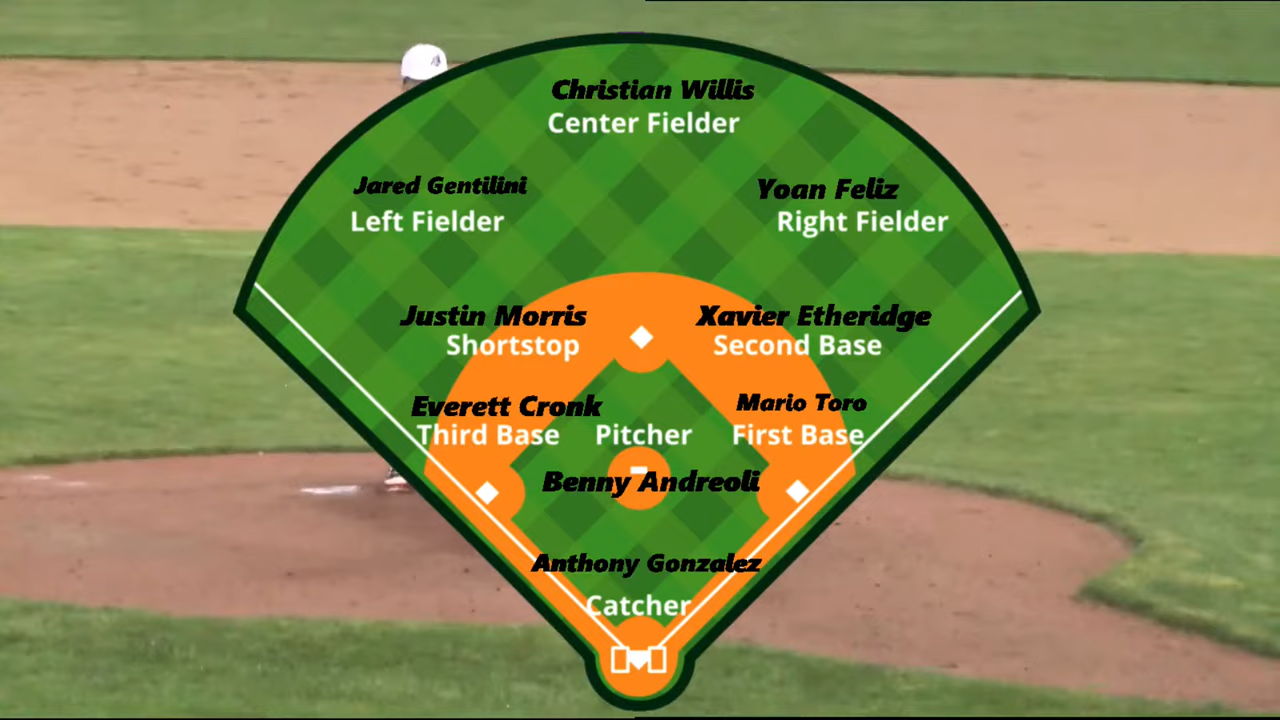 Christian Willis
Center Fielder
Jared Gentilini
Left Fielder
Yoan Feliz
Right Fielder
Justin Morris
Shortstop
Xavier Etheridge
Second Base
Everett Cronk
Third Base
Pitcher
Benny Andreoli
Mario Toro
First Base
Anthony Gonzalez
Catcher